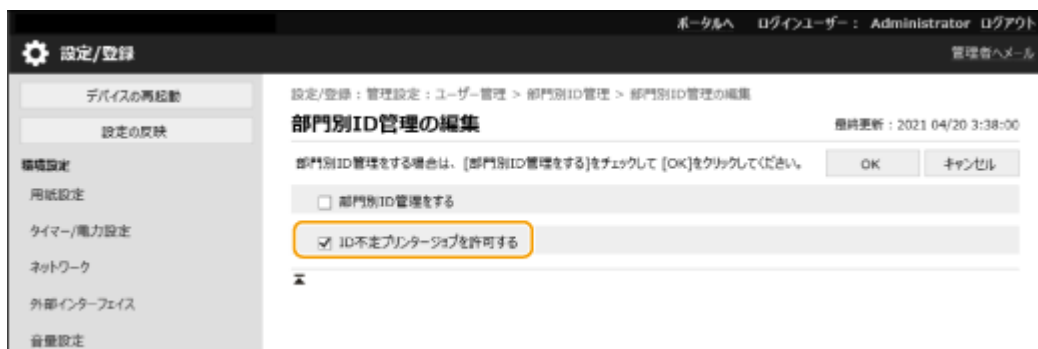 ポータルへ ログインユーザー： Administrator ログアウト
設定/登録
管理者へメール
デバイスの再起動
設定の反映
環境設定
用紙設定
タイマー/電力設定
ネットワーク
外部インターフェイス
音量設定
設定/登録：管理設定：ユーザー管理 > 部門別ID管理 > 部門別ID管理の編集
部門別ID管理の編集
最終更新：2021 04/20 3:38:00
部門別ID管理をする場合は、[部門別ID管理をする]をチェックして [OK]をクリックしてください。
OK
キャンセル
部門別ID管理をする
ID不定プリンタージョブを許可する